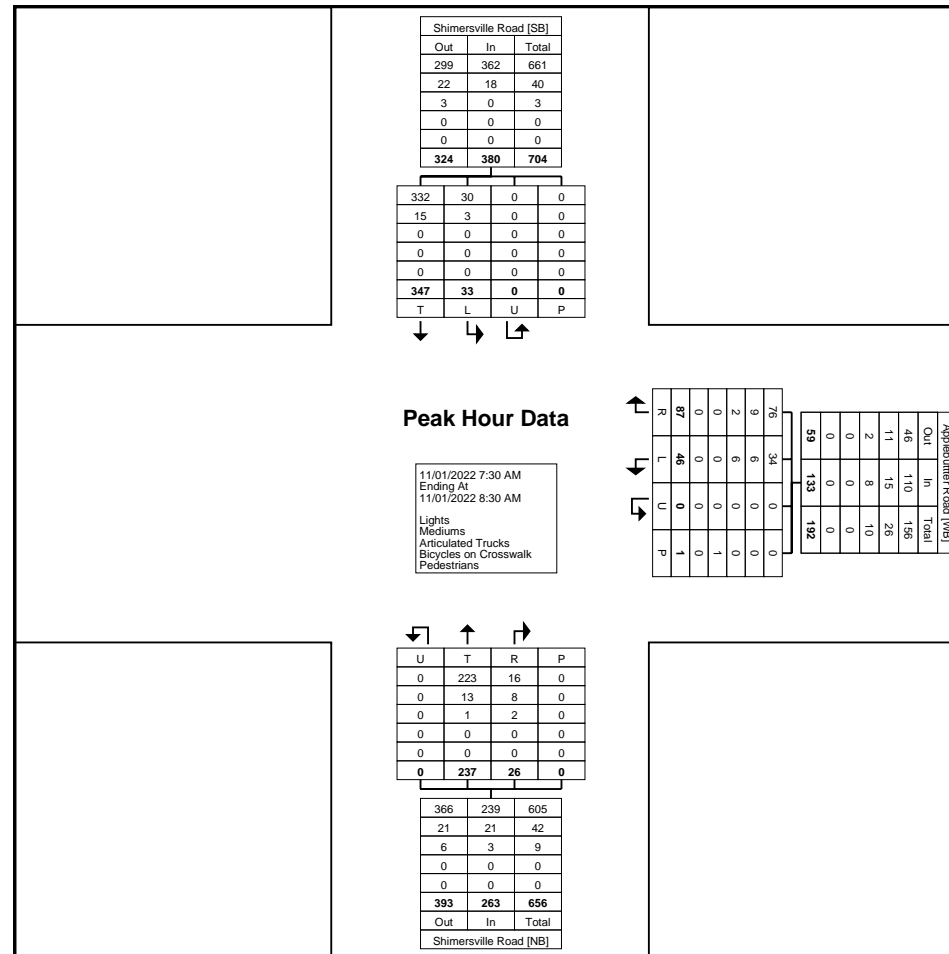 Shimersville Road [SB]
Out In Total
299 362 661
22 18 40
3 0 3
0 0 0
0 0 0
324 380 704
332 30 0 0
15 3 0 0
0 0 0 0
0 0 0 0
0 0 0 0
347 33 0 0
T L U P
Peak Hour Data
11/01/2022 7:30 AM
Ending At
11/01/2022 8:30 AM
Lights
Mediums
Articulated Trucks
Bicycles on Crosswalk
Pedestrians
Applebutter Road [WB]
Out In Total
46 110 156
11 15 26
2 8 10
0 0 0
0 0 0
59 133 192
76 34 0 0
9 6 0 0
2 6 0 0
0 0 0 1
0 0 0 0
87 46 0 1
R L U P
U T R P
0 223 16 0
0 13 8 0
0 1 2 0
0 0 0 0
0 0 0 0
0 237 26 0
366 239 605
21 21 42
6 3 9
0 0 0
0 0 0
393 263 656
Out In Total
Shimersville Road [NB]